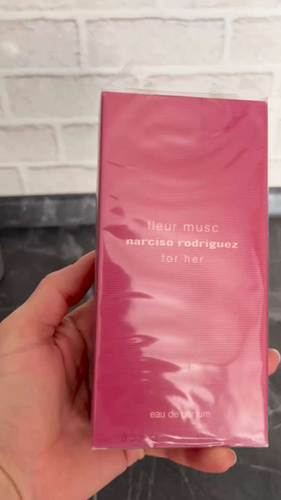 fleur musc
narciso rodriguez
for her
eau de parfum